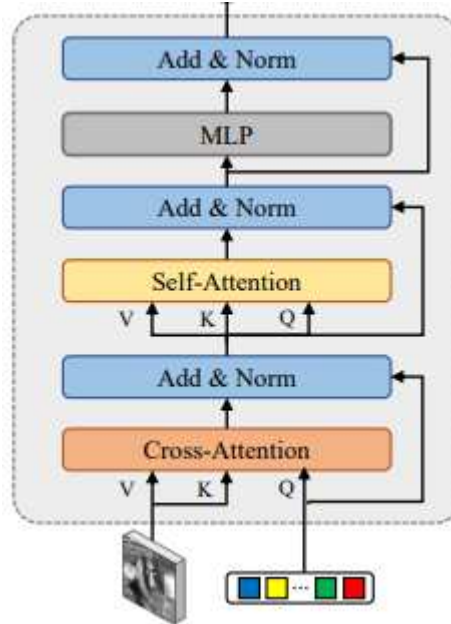 Add & Norm
MLP
Add & Norm
Self-Attention
V K Q
Add & Norm
Cross-Attention
V K Q
...